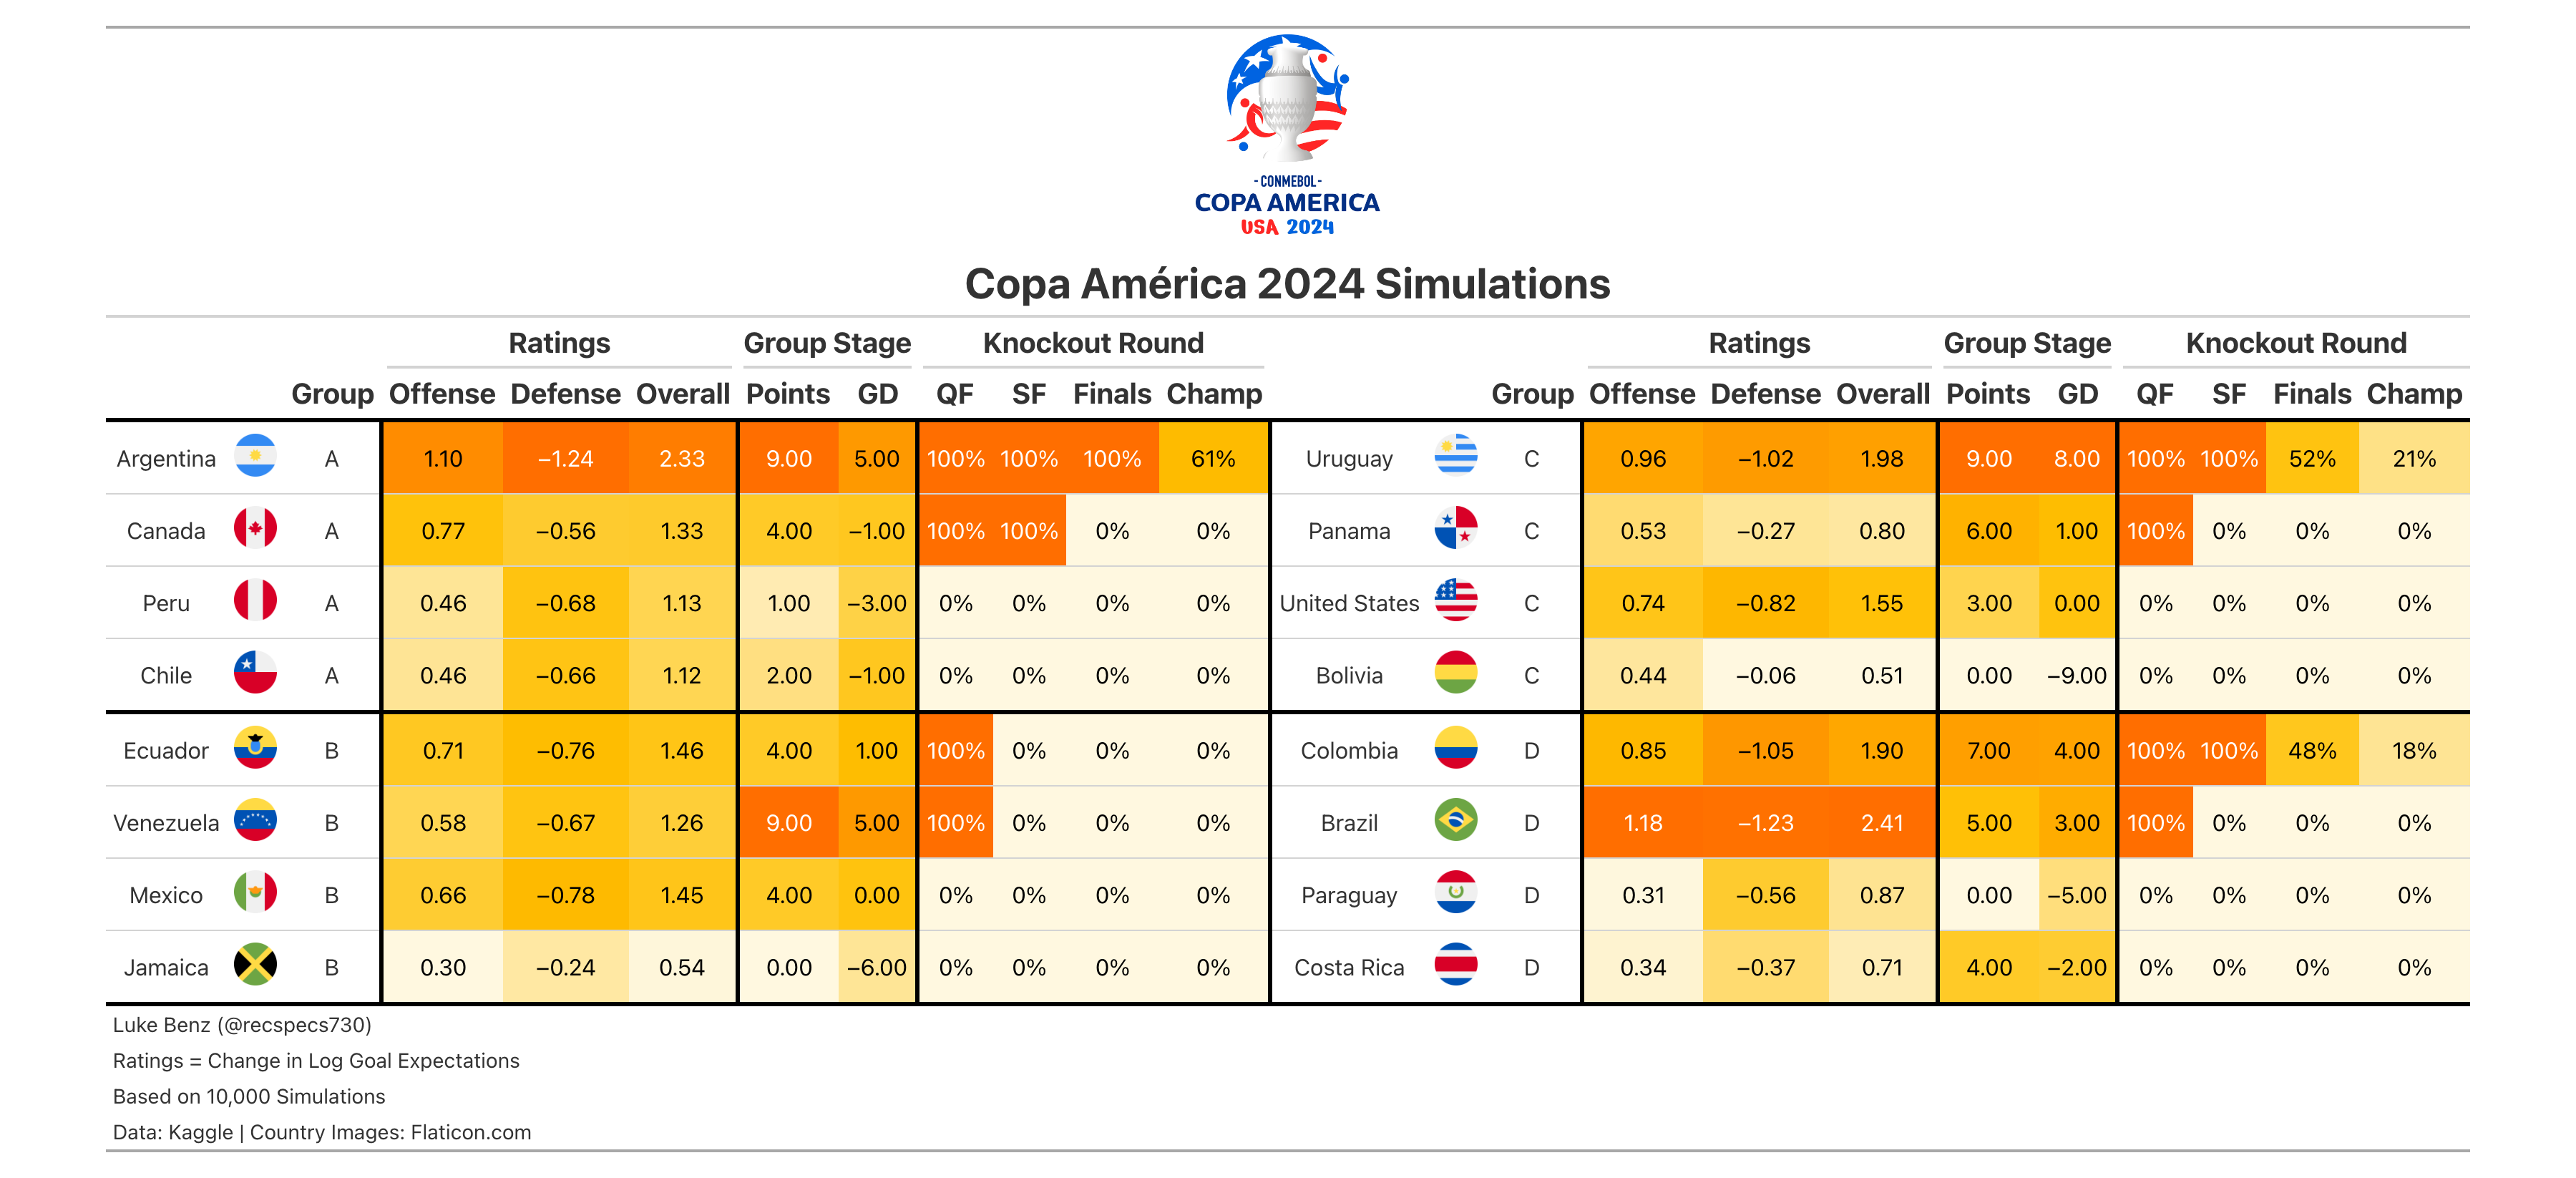 - CONMEBOL -
COPA AMERICA
USA 2024
Copa América 2024 Simulations
Ratings Group Stage Knockout Round Ratings Group Stage Knockout Round
Group Offense Defense Overall Points GD QF SF Finals Champ Group Offense Defense Overall Points GD QF SF Finals Champ
Argentina A 1.10 −1.24 2.33 9.00 5.00 100% 100% 100% 61% Uruguay C 0.96 −1.02 1.98 9.00 8.00 100% 100% 52% 21%
Canada A 0.77 −0.56 1.33 4.00 −1.00 100% 100% 0% 0% Panama C 0.53 −0.27 0.80 6.00 1.00 100% 0% 0% 0%
Peru A 0.46 −0.68 1.13 1.00 −3.00 0% 0% 0% 0% United States C 0.74 −0.82 1.55 3.00 0.00 0% 0% 0% 0%
Chile A 0.46 −0.66 1.12 2.00 −1.00 0% 0% 0% 0% Bolivia C 0.44 −0.06 0.51 0.00 −9.00 0% 0% 0% 0%
Ecuador B 0.71 −0.76 1.46 4.00 1.00 100% 0% 0% 0% Colombia D 0.85 −1.05 1.90 7.00 4.00 100% 100% 48% 18%
Venezuela B 0.58 −0.67 1.26 9.00 5.00 100% 0% 0% 0% Brazil D 1.18 −1.23 2.41 5.00 3.00 100% 0% 0% 0%
Mexico B 0.66 −0.78 1.45 4.00 0.00 0% 0% 0% 0% Paraguay D 0.31 −0.56 0.87 0.00 −5.00 0% 0% 0% 0%
Jamaica B 0.30 −0.24 0.54 0.00 −6.00 0% 0% 0% 0% Costa Rica D 0.34 −0.37 0.71 4.00 −2.00 0% 0% 0% 0%
Luke Benz (@recspecs730)
Ratings = Change in Log Goal Expectations
Based on 10,000 Simulations
Data: Kaggle | Country Images: Flaticon.com